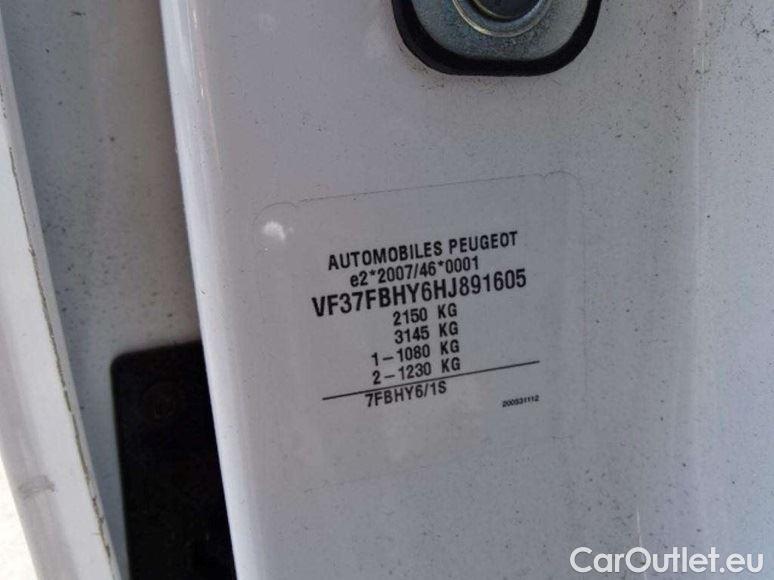 AUTOMOBILES PEUGEOT
e2*2007/46*0001
VF37FBHY6HJ891605
2150 KG
3145 KG
1-1080 KG
2-1230 KG
7FBHY6/1S
200531112
CarOutlet.eu